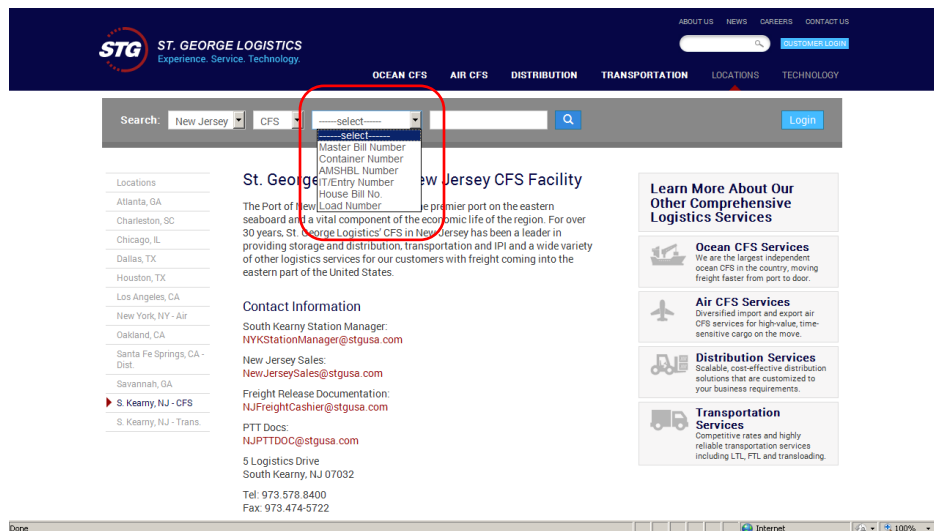 ABOUT US NEWS CAREERS CONTACT US
STG
ST. GEORGE LOGISTICS
Experience. Service. Technology.
CUSTOMER LOGIN
OCEAN CFS AIR CFS DISTRIBUTION TRANSPORTATION LOCATIONS TECHNOLOGY
Search: New Jersey CFS -----select----- Login
------select------
Master Bill Number
Container Number
AMSHBL Number
IT/Entry Number
House Bill No.
Load Number
Locations
Atlanta, GA
Charleston, SC
Chicago, IL
Dallas, TX
Houston, TX
Los Angeles, CA
New York, NY - Air
Oakland, CA
Santa Fe Springs, CA -
Dist.
Savannah, GA
S. Kearny, NJ - CFS
S. Kearny, NJ - Trans.
St. George ew Jersey CFS Facility
The Port of New e premier port on the eastern
seaboard and a vital component of the economic life of the region. For over
30 years, St. George Logistics' CFS in New Jersey has been a leader in
providing storage and distribution, transportation and IPI and a wide variety
of other logistics services for our customers with freight coming into the
eastern part of the United States.
Contact Information
South Kearny Station Manager:
NYKStationManager@stgusa.com
New Jersey Sales:
NewJerseySales@stgusa.com
Freight Release Documentation:
NJFreightCashier@stgusa.com
PTT Docs:
NJPTTDOC@stgusa.com
5 Logistics Drive
South Kearny, NJ 07032
Tel: 973.578.8400
Fax: 973.474-5722
Learn More About Our
Other Comprehensive
Logistics Services
Ocean CFS Services
We are the largest independent
ocean CFS in the country, moving
freight faster from port to door.
Air CFS Services
Diversified import and export air
CFS services for high-value, time-
sensitive cargo on the move.
Distribution Services
Scalable, cost-effective distribution
solutions that are customized to
your business requirements.
Transportation
Services
Competitive rates and highly
reliable transportation services
including LTL, FTL and transloading.
Done Internet 100%